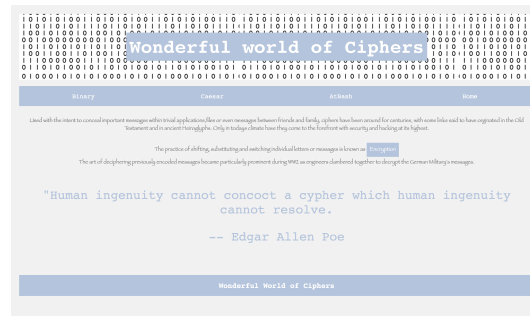 Wonderful world of Ciphers
Binary Caesar AtBash Home
Used with the intent to conceal important messages within trivial applications,like or even messages between friends and family, ciphers have been around for centuries, with some links said to have orginated in the Old
Testament and in ancient Hieroglyphs. Only in todays climate have they come to the forefront with security and hacking at its highest.
The practice of shifting, substituting and switching individual letters or messages is known as Encryption
The art of deciphering previously encoded messages became particularly prominent during WW2 as engineers clambered together to decrypt the German Military's messages.
"Human ingenuity cannot concoct a cypher which human ingenuity
cannot resolve.
-- Edgar Allen Poe
Wonderful World of Ciphers